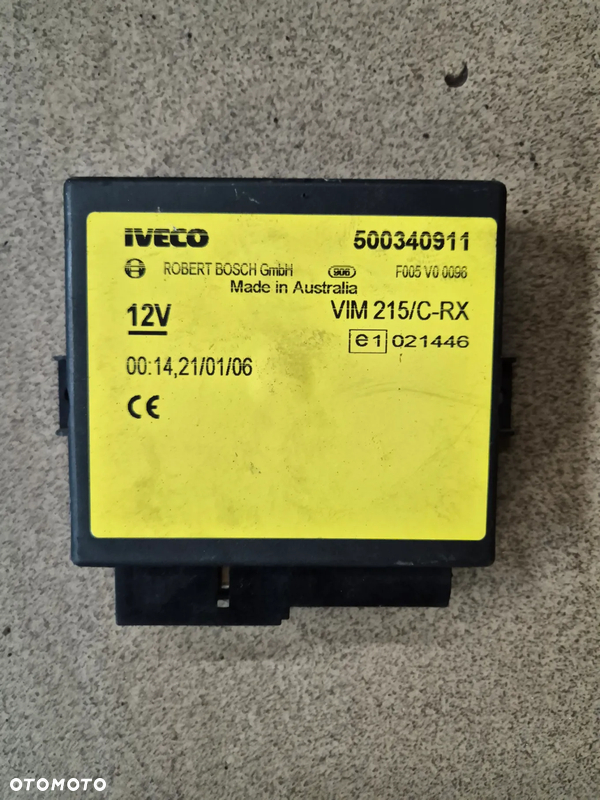 IVECO 500340911
ROBERT BOSCH GmbH 906 F005 V0 0096
Made in Australia
12V VIM 215/C-RX
e1 021446
00:14,21/01/06
CE
OTOMOTO